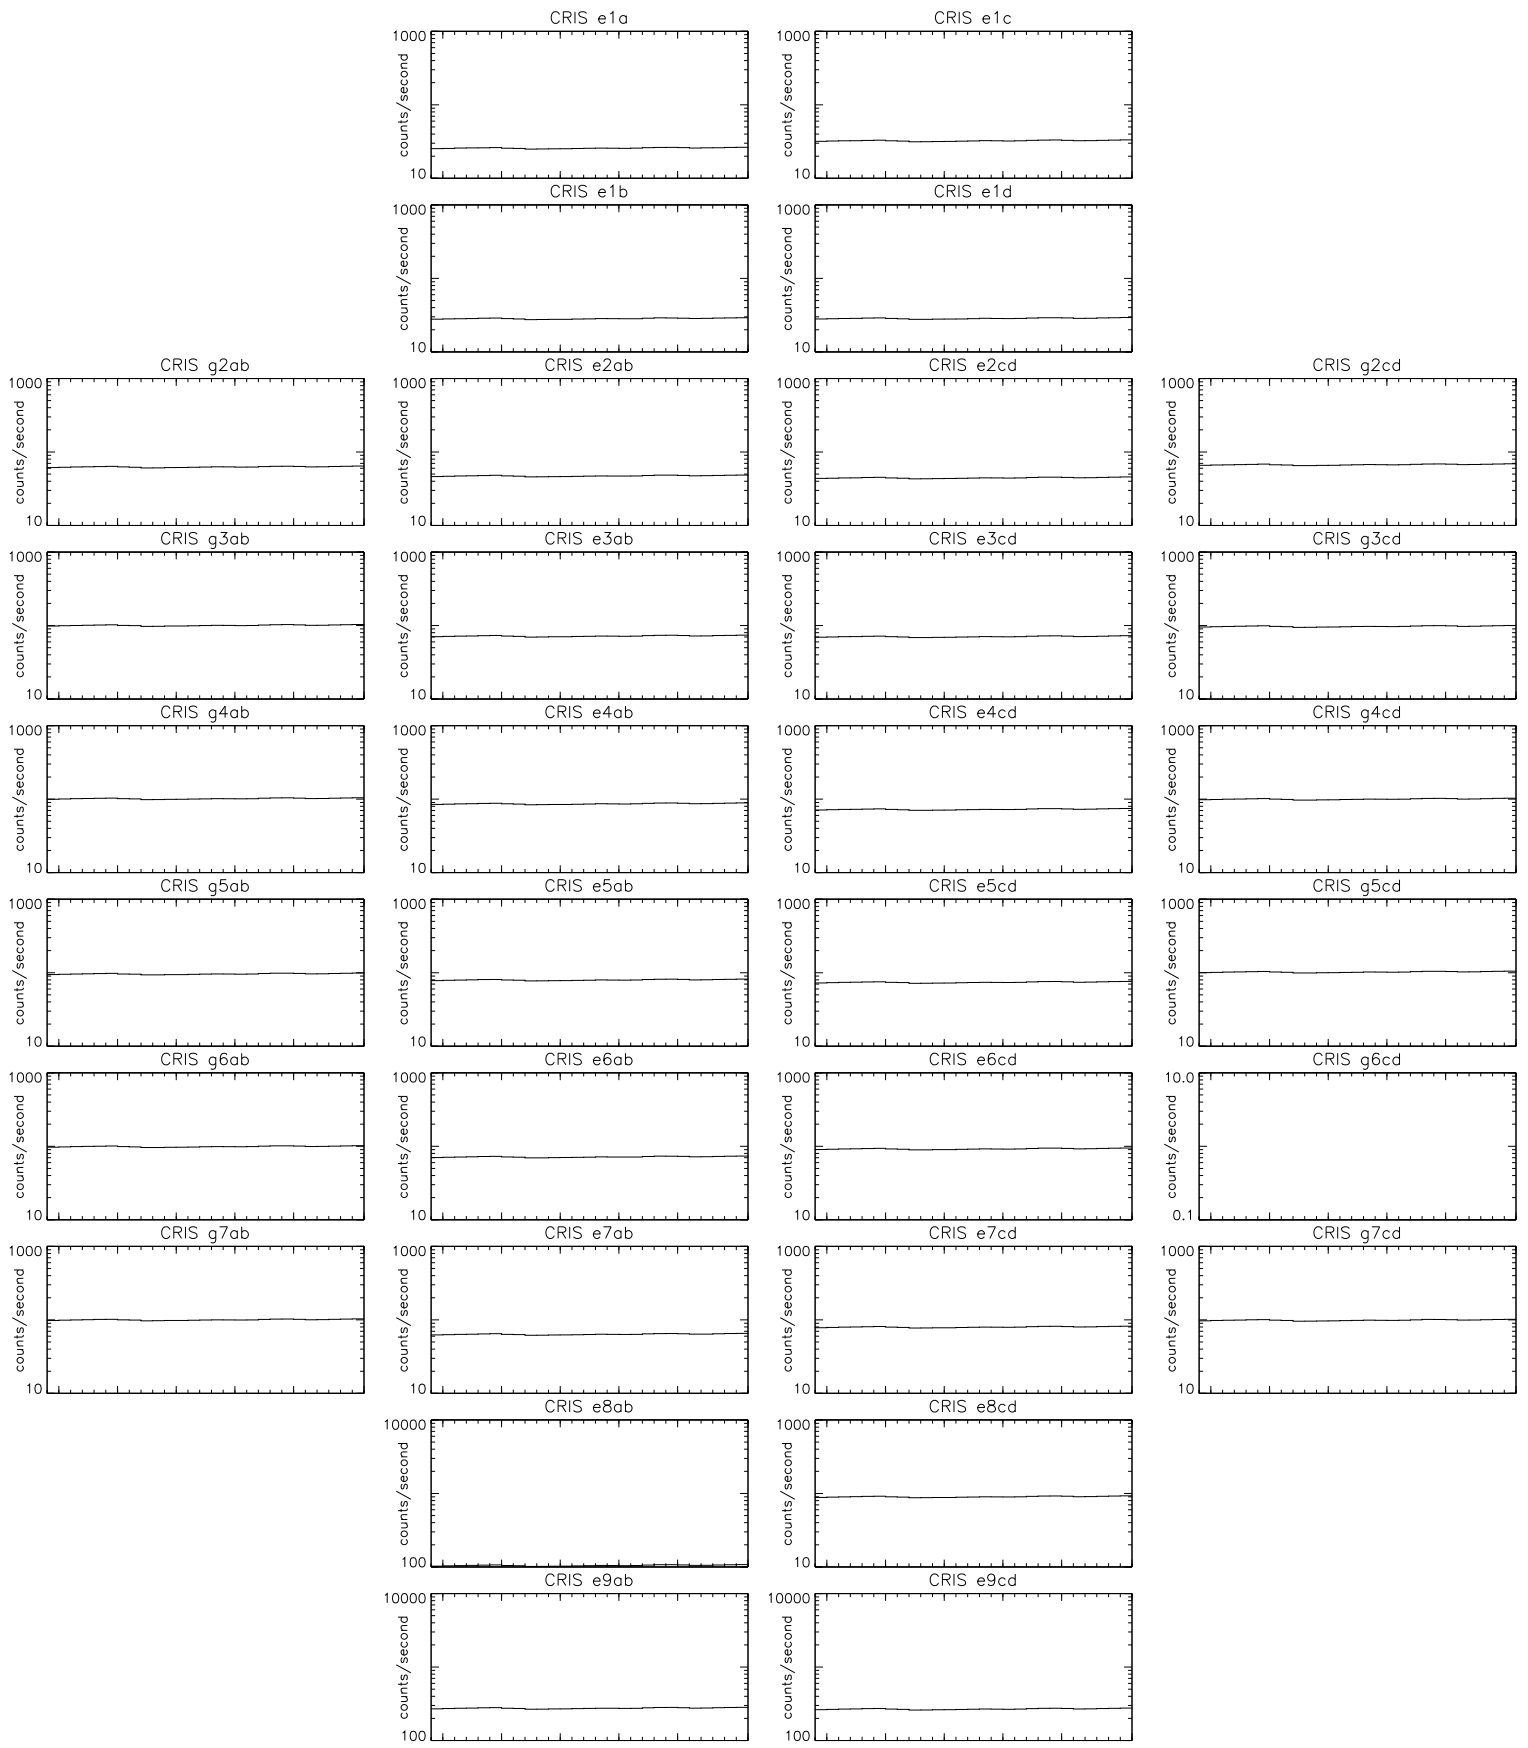 CRIS e1a
1000
counts/second
10
CRIS e1c
1000
counts/second
10
CRIS e1b
1000
counts/second
10
CRIS e1d
1000
counts/second
10
CRIS g2ab
1000
counts/second
10
CRIS e2ab
1000
counts/second
10
CRIS e2cd
1000
counts/second
10
CRIS g2cd
1000
counts/second
10
CRIS g3ab
1000
counts/second
10
CRIS e3ab
1000
counts/second
10
CRIS e3cd
1000
counts/second
10
CRIS g3cd
1000
counts/second
10
CRIS g4ab
1000
counts/second
10
CRIS e4ab
1000
counts/second
10
CRIS e4cd
1000
counts/second
10
CRIS g4cd
1000
counts/second
10
CRIS g5ab
1000
counts/second
10
CRIS e5ab
1000
counts/second
10
CRIS e5cd
1000
counts/second
10
CRIS g5cd
1000
counts/second
10
CRIS g6ab
1000
counts/second
10
CRIS e6ab
1000
counts/second
10
CRIS e6cd
1000
counts/second
10
CRIS g6cd
10.0
counts/second
0.1
CRIS g7ab
1000
counts/second
10
CRIS e7ab
1000
counts/second
10
CRIS e7cd
1000
counts/second
10
CRIS g7cd
1000
counts/second
10
CRIS e8ab
10000
counts/second
100
CRIS e8cd
1000
counts/second
10
CRIS e9ab
10000
counts/second
100
CRIS e9cd
10000
counts/second
100